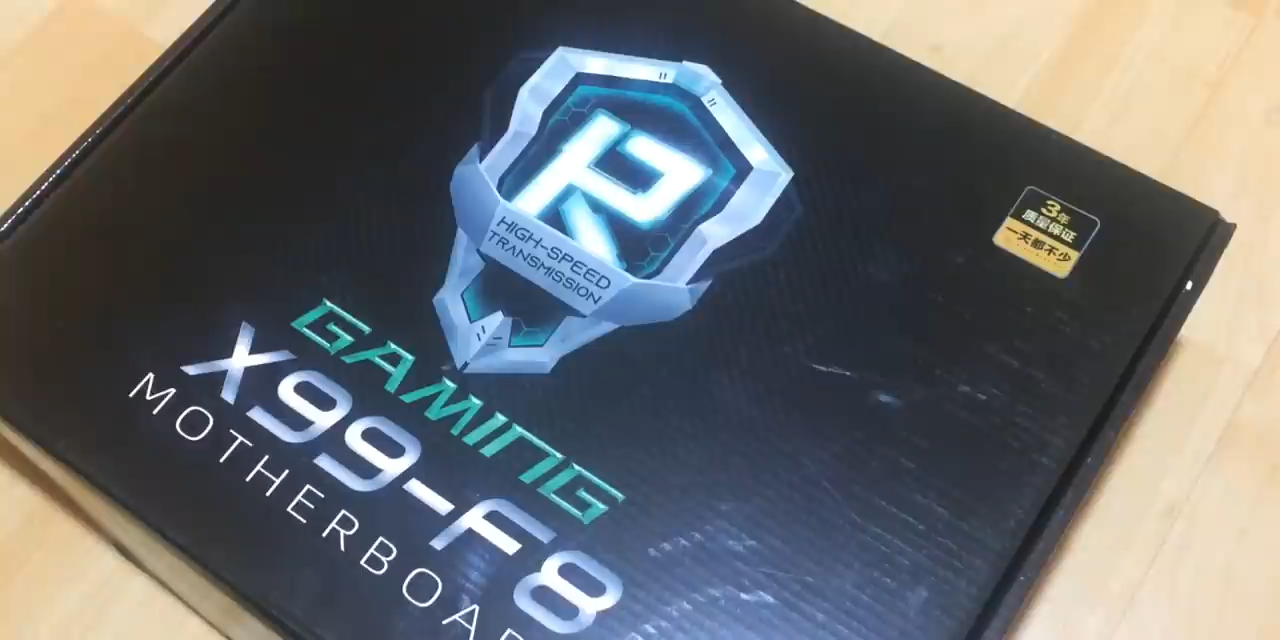 R
HIGH-SPEED
TRANSMISSION
3年
质量保证
一天都不少
GAMING
X99-F8
MOTHERBOA